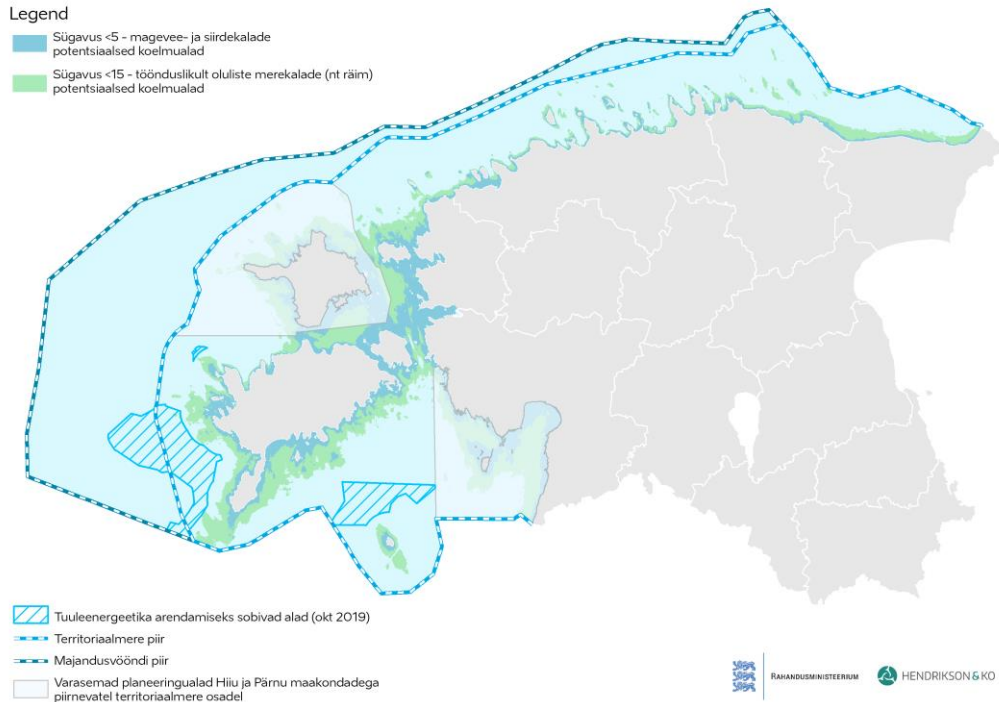 Legend
Sügavus <5 - magevee- ja siirdekalade
potentsiaalsed koelmualad
Sügavus <15 - töönduslikult oluliste merekalade (nt räim)
potentsiaalsed koelmualad
Tuuleenergeetika arendamiseks sobivad alad (okt 2019)
Territoriaalmere piir
Majandusvööndi piir
Varasemad planeeringualad Hiiu ja Pärnu maakondadega
piirnevatel territoriaalmere osadel
RAHANDUSMINISTEERIUM
HENDRIKSON & KO